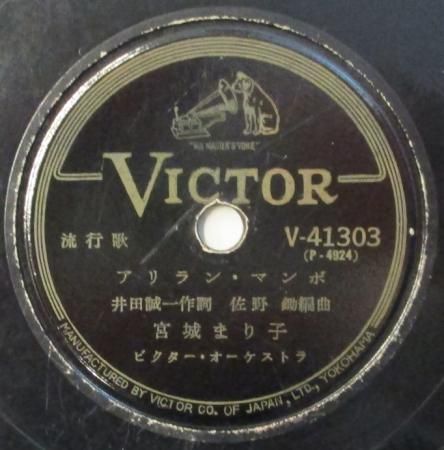 "HIS MASTER'S VOICE"
VICTOR
流行歌
V-41303
(P-4924)
アリラン・マンボ
井田誠一作詞 佐野 鋤編曲
宮城まり子
ビクター・オーケストラ
MANUFACTURED BY VICTOR CO. OF JAPAN, LTD., YOKOHAMA